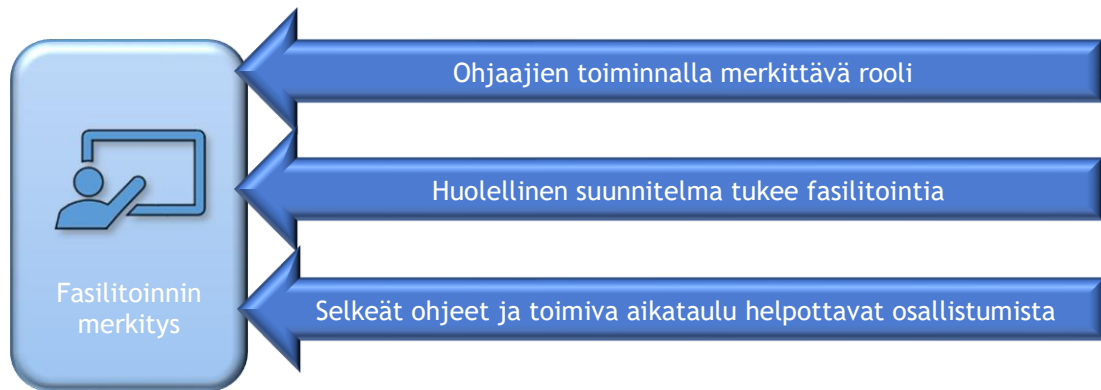 Ohjaajien toiminnalla merkittävä rooli
Huolellinen suunnitelma tukee fasilitointia
Selkeät ohjeet ja toimiva aikataulu helpottavat osallistumista
Fasilitoinnin
merkitys